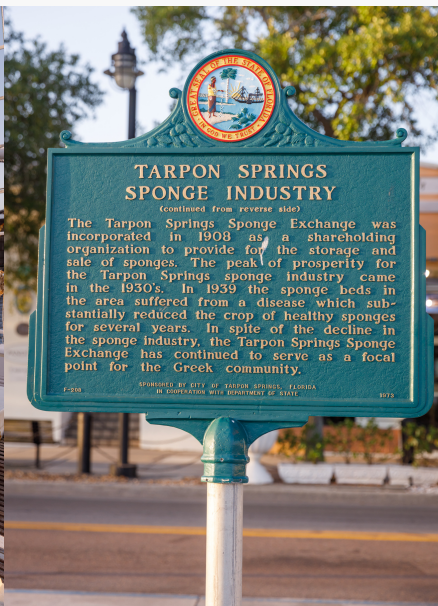 GREAT SEAL OF THE STATE OF FLORIDA
IN GOD WE TRUST
TARPON SPRINGS
SPONGE INDUSTRY
(continued from reverse side)
The Tarpon Springs Sponge Exchange was
incorporated in 1908 as a shareholding
organization to provide for the storage and
sale of sponges. The peak of prosperity for
the Tarpon Springs sponge industry came
in the 1930's. In 1939 the sponge beds in
the area suffered from a disease which sub-
stantially reduced the crop of healthy sponges
for several years. In spite of the decline in
the sponge industry, the Tarpon Springs Sponge
Exchange has continued to serve as a focal
point for the Greek community.
SPONSORED BY CITY OF TARPON SPRINGS, FLORIDA
IN COOPERATION WITH DEPARTMENT OF STATE
F-208 1973